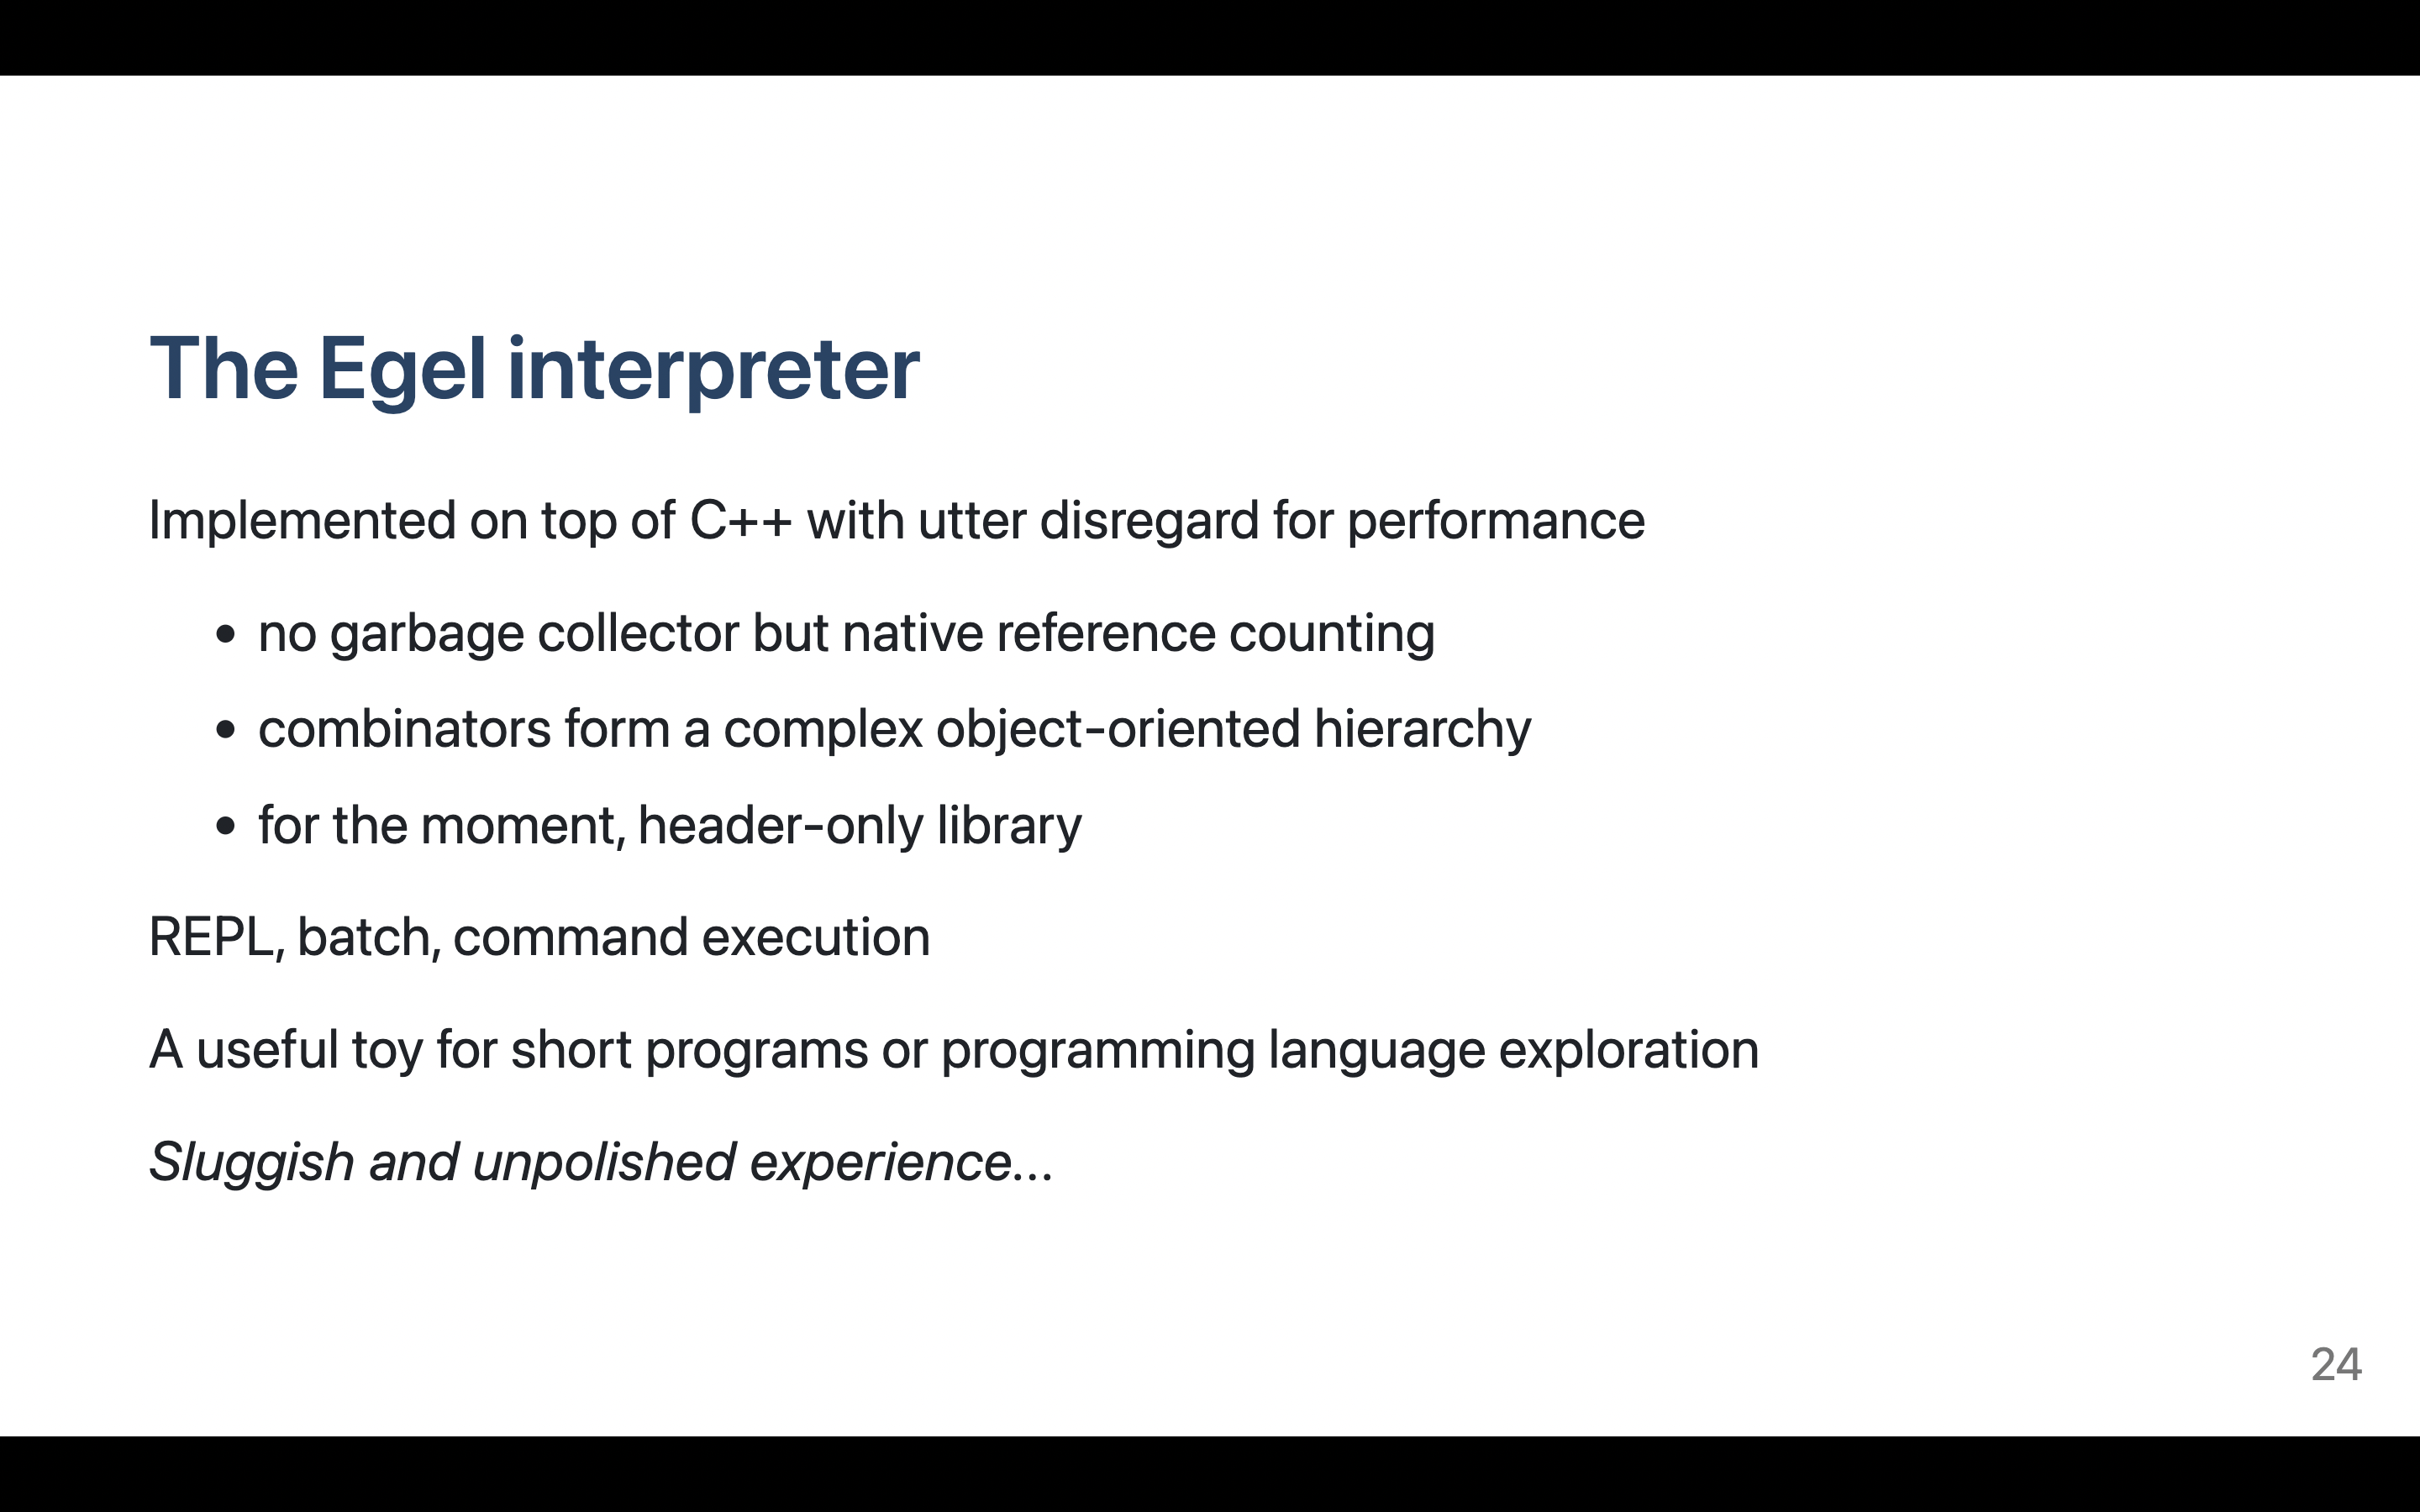 The Egel interpreter
Implemented on top of C++ with utter disregard for performance
• no garbage collector but native reference counting
• combinators form a complex object-oriented hierarchy
• for the moment, header-only library
REPL, batch, command execution
A useful toy for short programs or programming language exploration
Sluggish and unpolished experience...
24